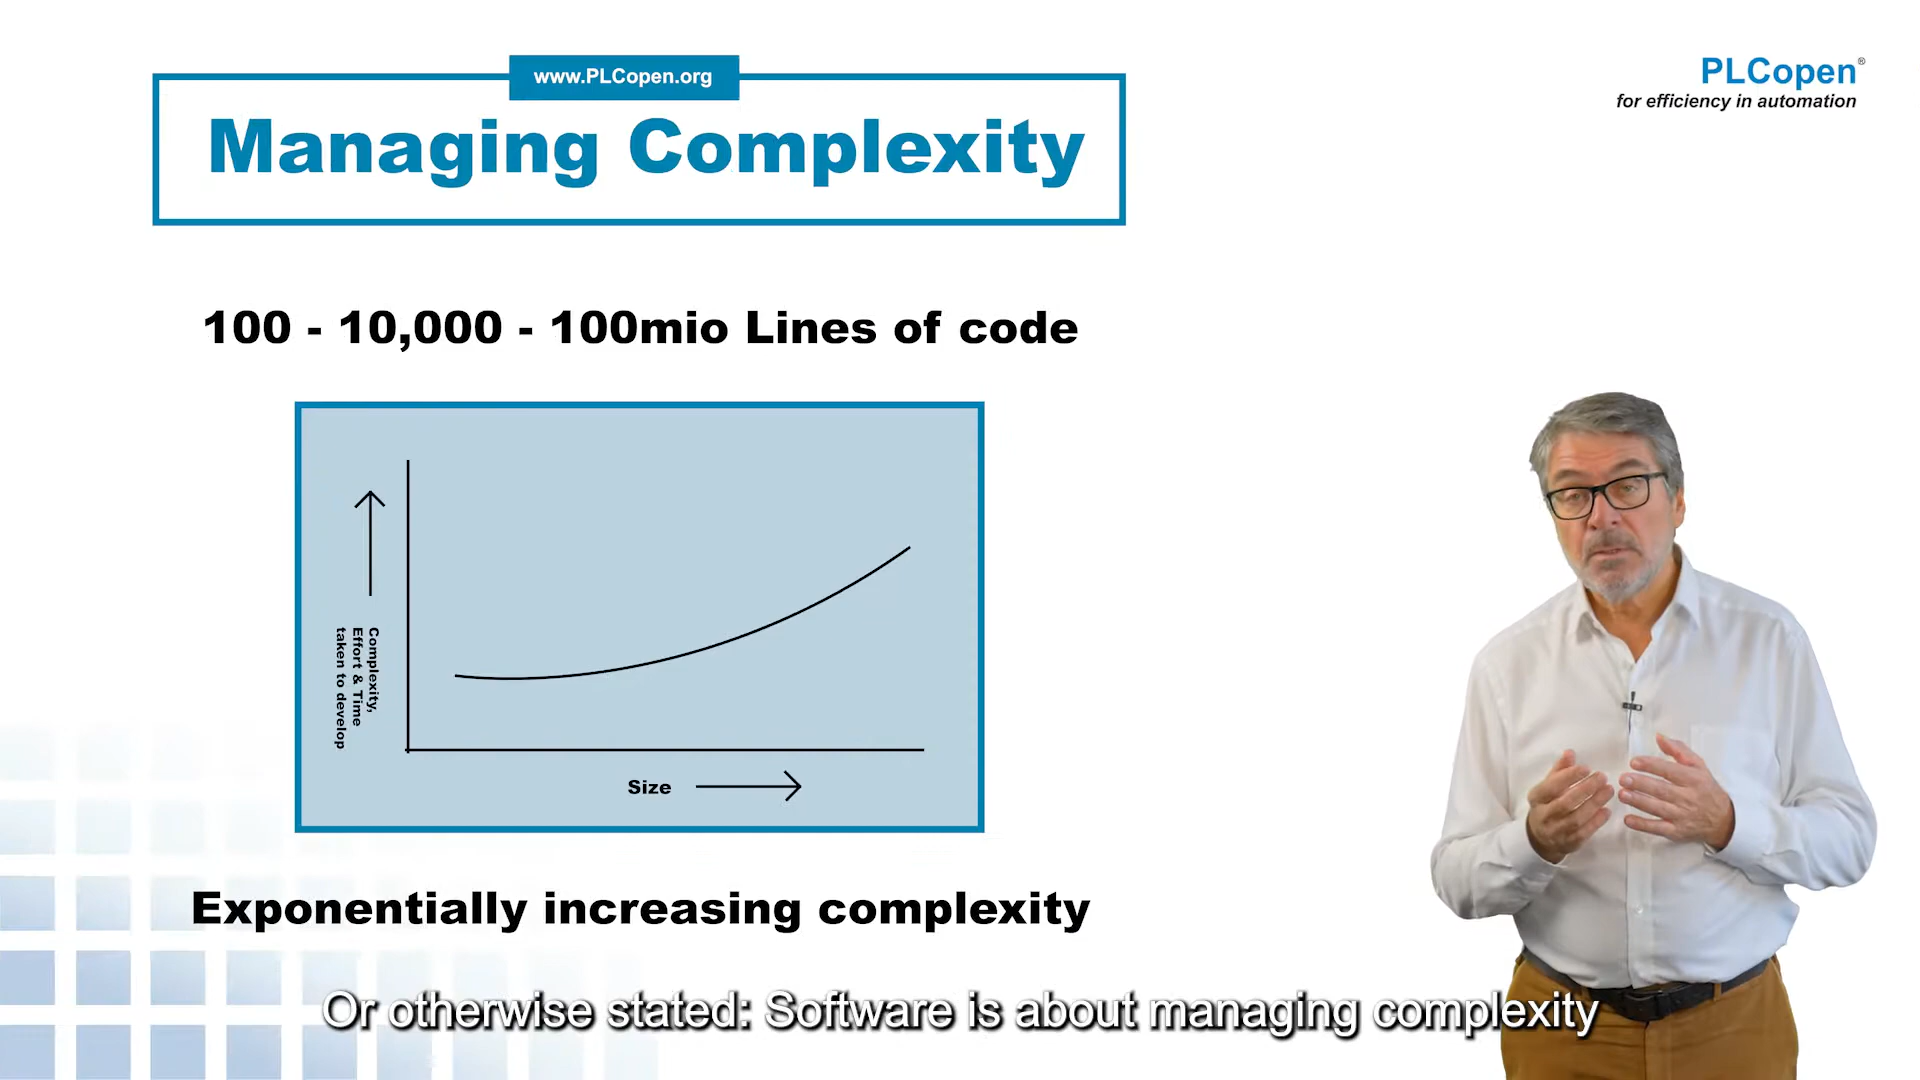 www.PLCopen.org
PLCopen®
for efficiency in automation
Managing Complexity
100 - 10,000 - 100mio Lines of code
Complexity,
Effort & Time
taken to develop
Size
Exponentially increasing complexity
Or otherwise stated: Software is about managing complexity